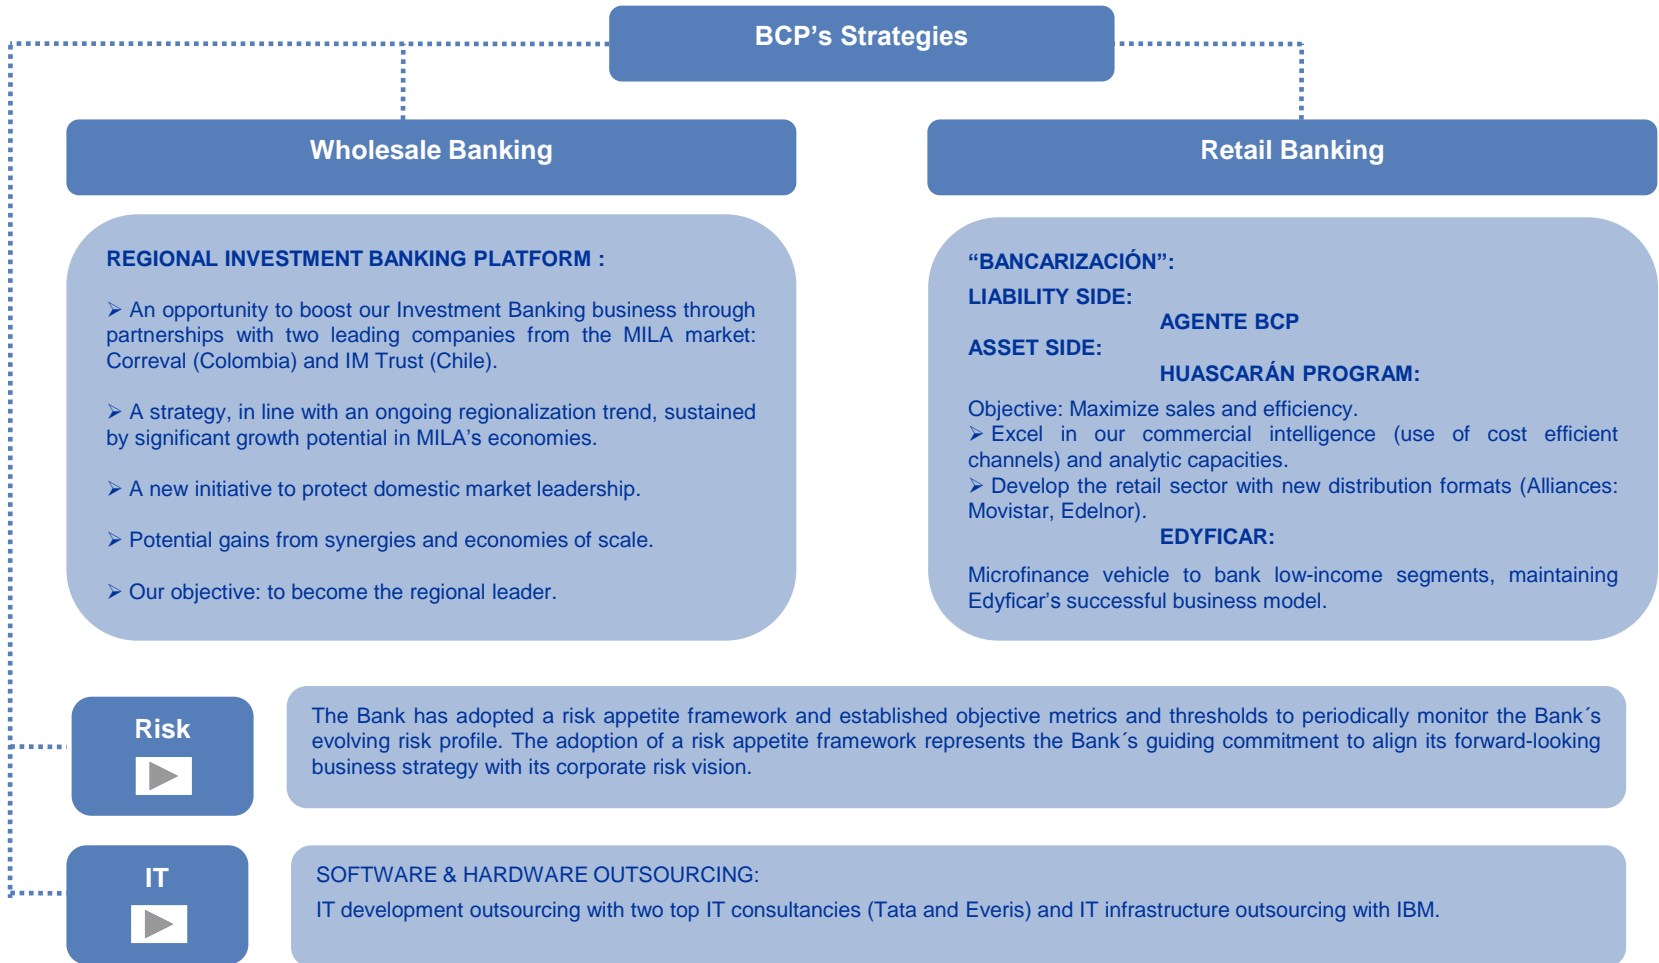 BCP's Strategies
Wholesale Banking
REGIONAL INVESTMENT BANKING PLATFORM :
➢ An opportunity to boost our Investment Banking business through
partnerships with two leading companies from the MILA market:
Correval (Colombia) and IM Trust (Chile).
➢ A strategy, in line with an ongoing regionalization trend, sustained
by significant growth potential in MILA's economies.
➢ A new initiative to protect domestic market leadership.
➢ Potential gains from synergies and economies of scale.
➢ Our objective: to become the regional leader.
Retail Banking
“BANCARIZACIÓN”:
LIABILITY SIDE:
AGENTE BCP
ASSET SIDE:
HUASCARÁN PROGRAM:
Objective: Maximize sales and efficiency.
➢ Excel in our commercial intelligence (use of cost efficient
channels) and analytic capacities.
➢ Develop the retail sector with new distribution formats (Alliances:
Movistar, Edelnor).
EDYFICAR:
Microfinance vehicle to bank low-income segments, maintaining
Edyficar's successful business model.
Risk
The Bank has adopted a risk appetite framework and established objective metrics and thresholds to periodically monitor the Bank´s
evolving risk profile. The adoption of a risk appetite framework represents the Bank´s guiding commitment to align its forward-looking
business strategy with its corporate risk vision.
IT
SOFTWARE & HARDWARE OUTSOURCING:
IT development outsourcing with two top IT consultancies (Tata and Everis) and IT infrastructure outsourcing with IBM.